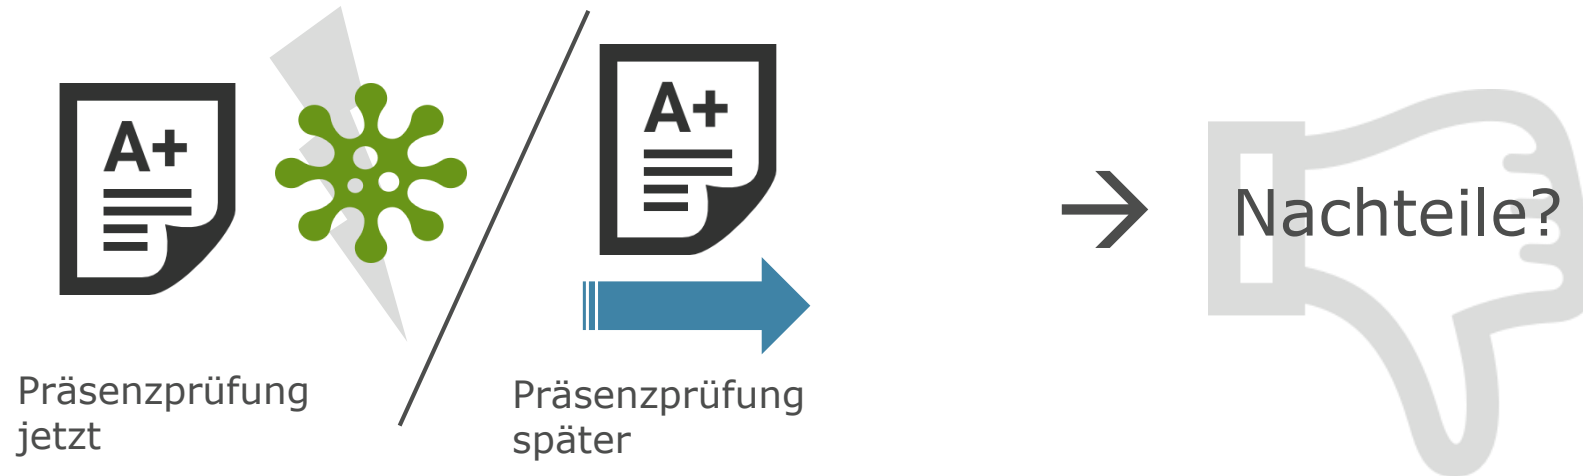 A+
A+
Nachteile?
Präsenzprüfung
jetzt
Präsenzprüfung
später